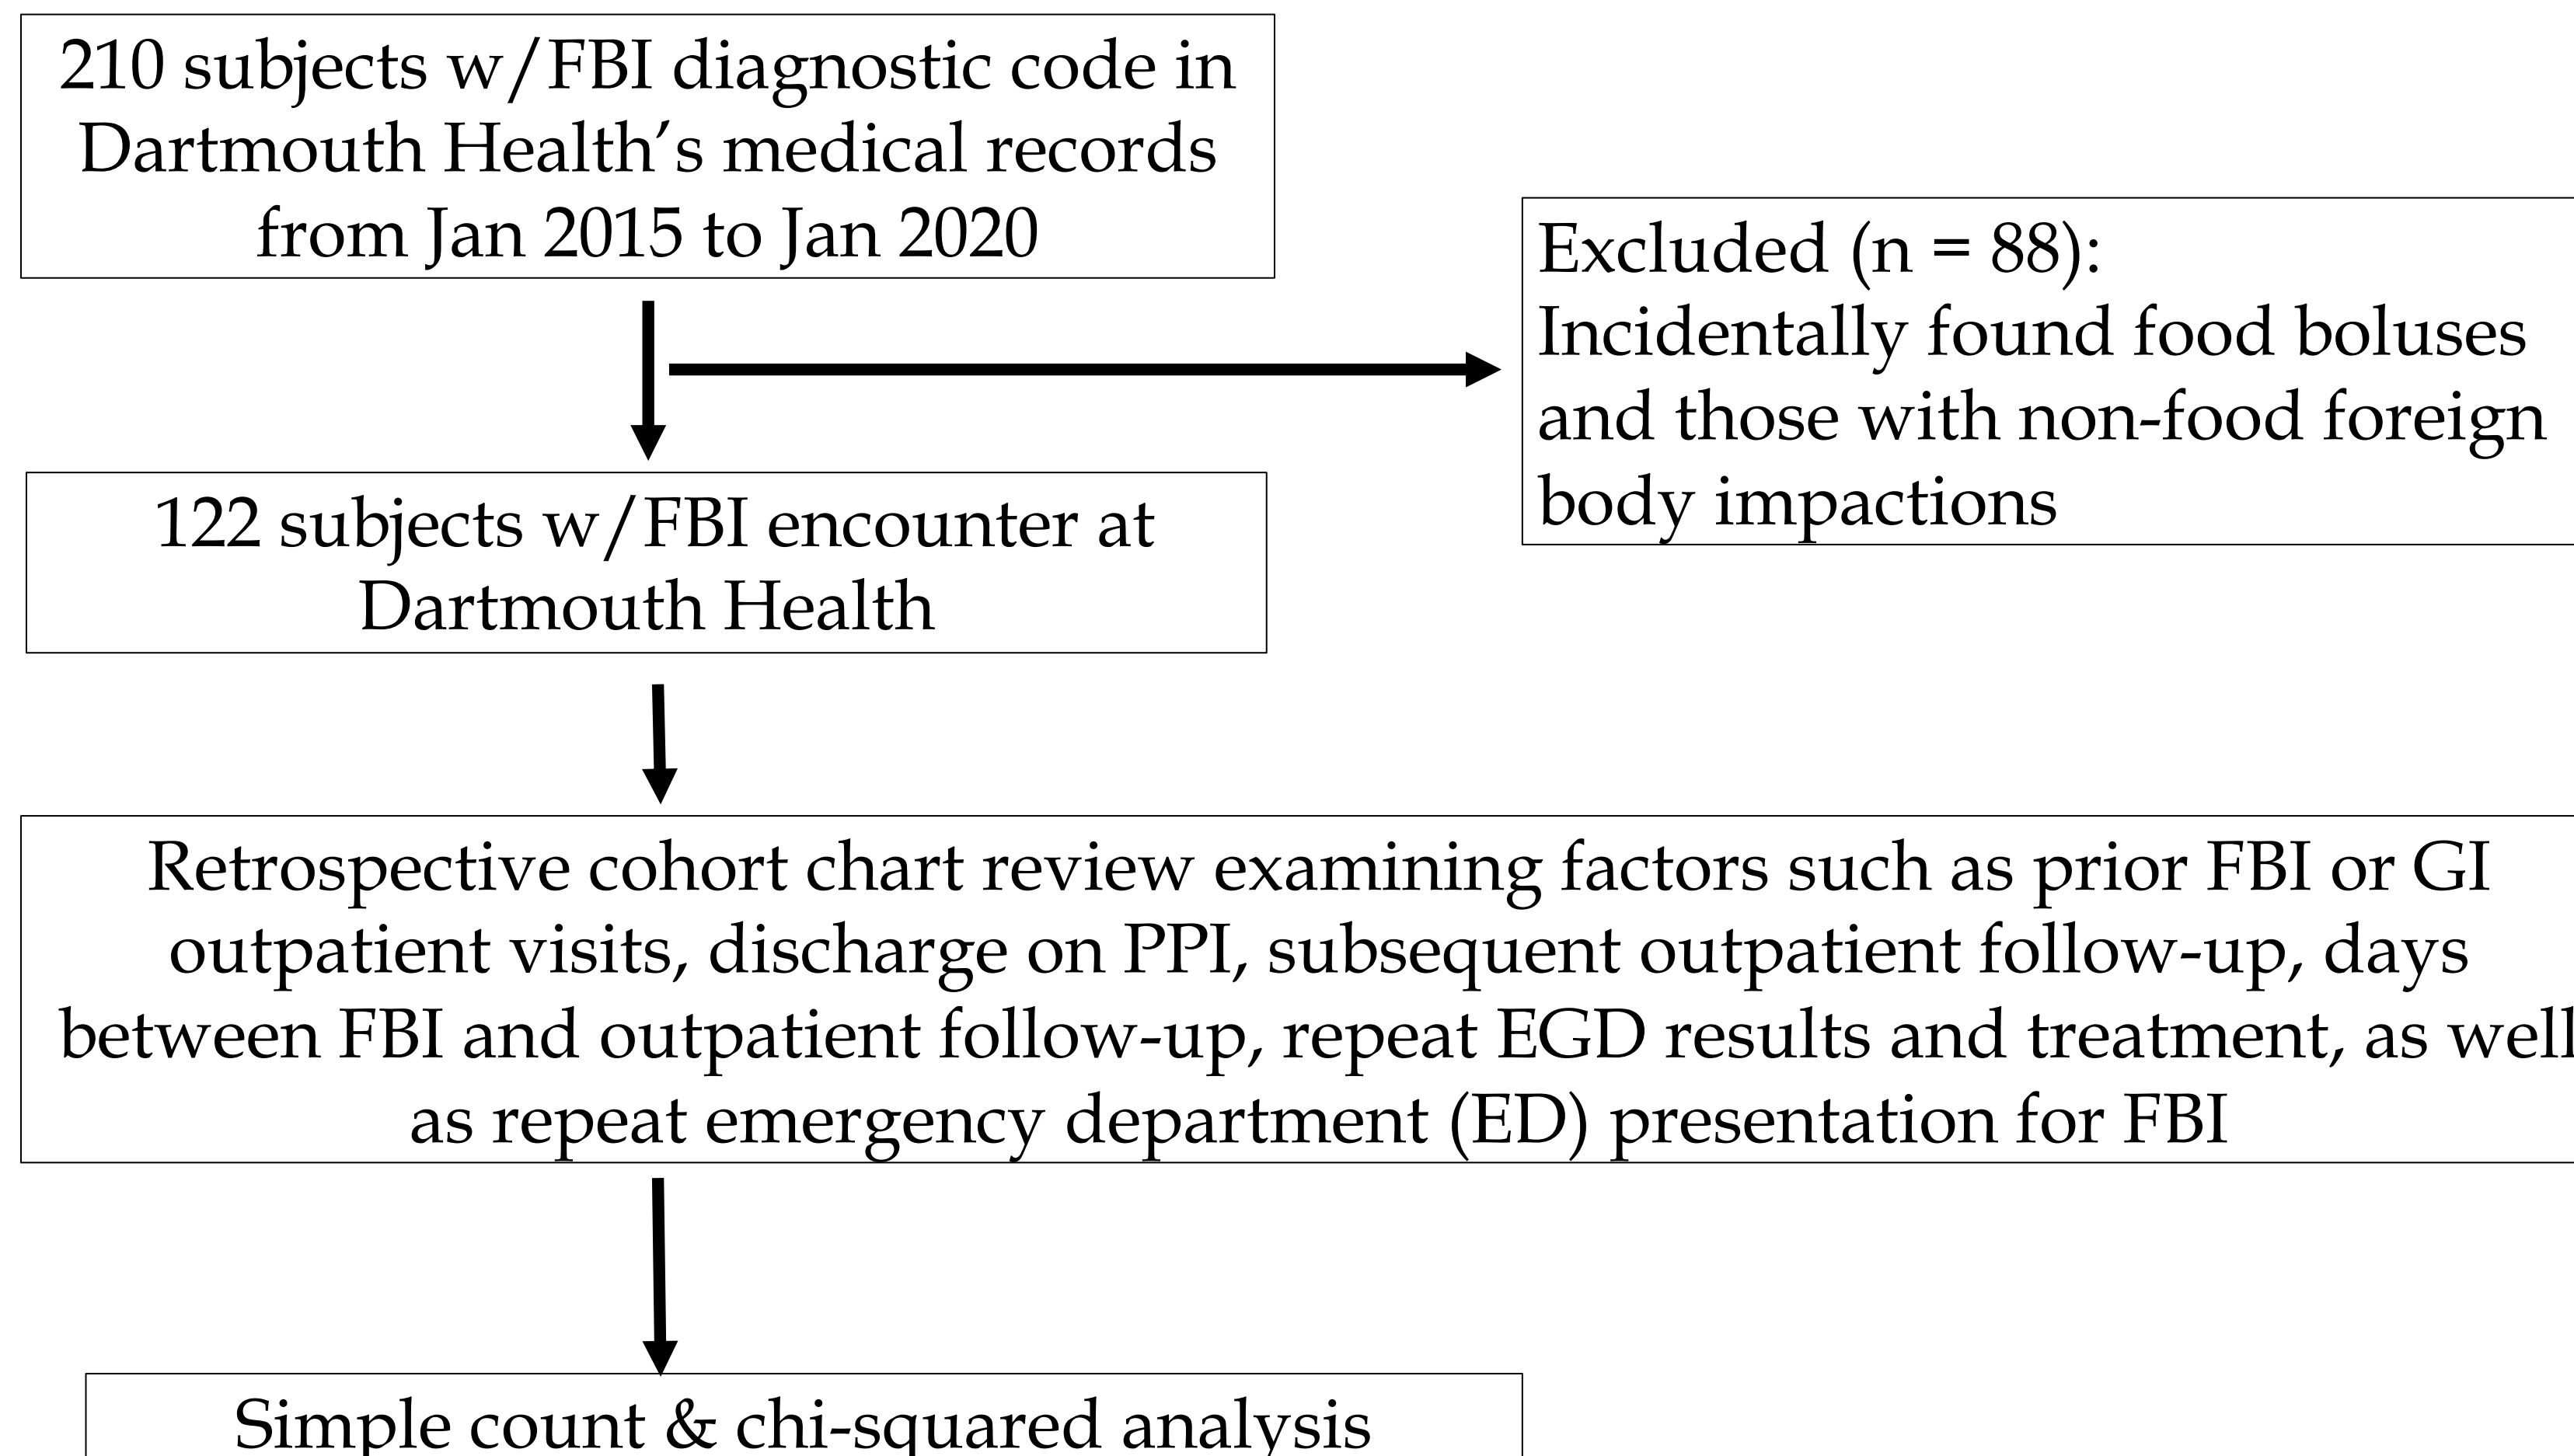 210 subjects w/FBI diagnostic code in
Dartmouth Health’s medical records
from Jan 2015 to Jan 2020
Excluded (n = 88):
Incidentally found food boluses
and those with non-food foreign
body impactions
122 subjects w/FBI encounter at
Dartmouth Health
Retrospective cohort chart review examining factors such as prior FBI or GI
outpatient visits, discharge on PPI, subsequent outpatient follow-up, days
between FBI and outpatient follow-up, repeat EGD results and treatment, as well
as repeat emergency department (ED) presentation for FBI
Simple count & chi-squared analysis